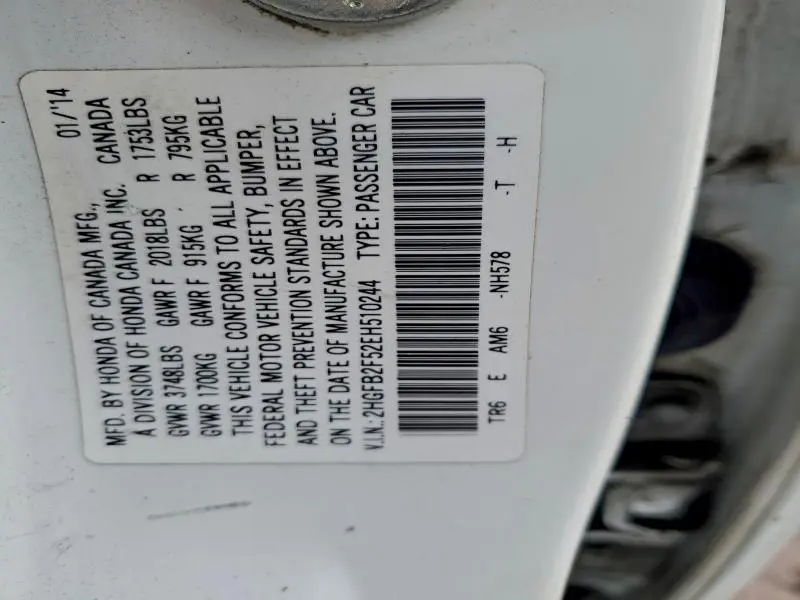 MFD. BY HONDA OF CANADA MFG., 01/'14
A DIVISION OF HONDA CANADA INC. CANADA
GVWR 3748LBS GAWR F 2018LBS R 1753LBS
GVWR 1700KG GAWR F 915KG R 795KG
THIS VEHICLE CONFORMS TO ALL APPLICABLE
FEDERAL MOTOR VEHICLE SAFETY, BUMPER,
AND THEFT PREVENTION STANDARDS IN EFFECT
ON THE DATE OF MANUFACTURE SHOWN ABOVE.
V.I.N.: 2HGFB2F52EH510244 TYPE: PASSENGER CAR
TR6 E AM6 -NH578 -T -H